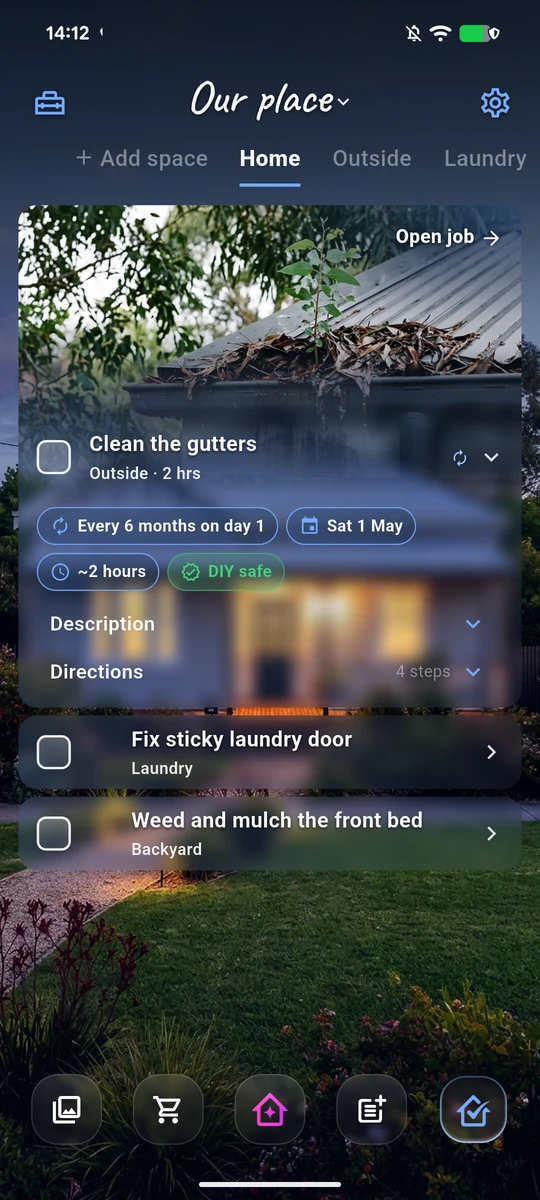 14:12
Our place
+ Add space Home Outside Laundry
Open job →
Clean the gutters
Outside · 2 hrs
Every 6 months on day 1 Sat 1 May
~2 hours DIY safe
Description
Directions 4 steps
Fix sticky laundry door
Laundry
Weed and mulch the front bed
Backyard